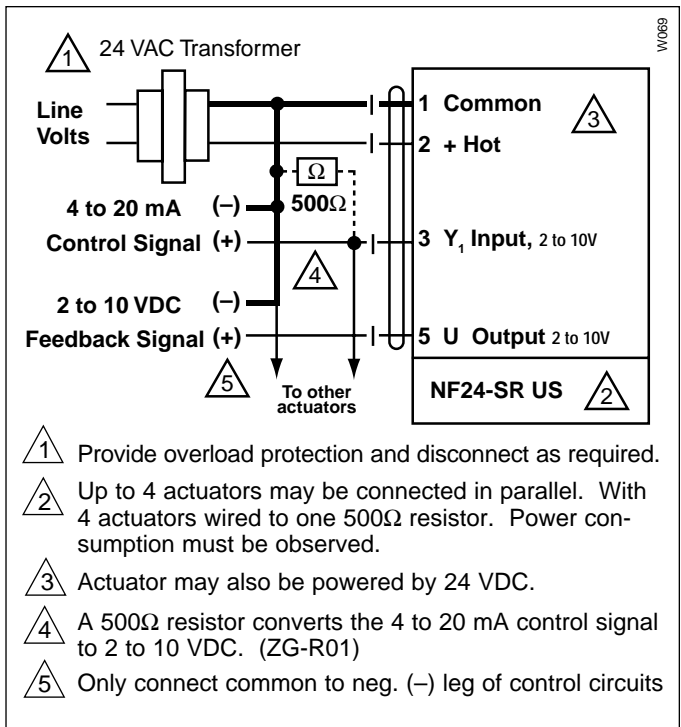 W069
1 24 VAC Transformer
Line
Volts
1 Common
3
2 + Hot
Ω
500Ω
4 to 20 mA (–)
Control Signal (+)
3 Y1 Input, 2 to 10V
4
2 to 10 VDC (–)
Feedback Signal (+)
5 U Output 2 to 10V
5
To other
actuators
NF24-SR US 2
1 Provide overload protection and disconnect as required.
2 Up to 4 actuators may be connected in parallel. With
4 actuators wired to one 500Ω resistor. Power con-
sumption must be observed.
3 Actuator may also be powered by 24 VDC.
4 A 500Ω resistor converts the 4 to 20 mA control signal
to 2 to 10 VDC. (ZG-R01)
5 Only connect common to neg. (–) leg of control circuits